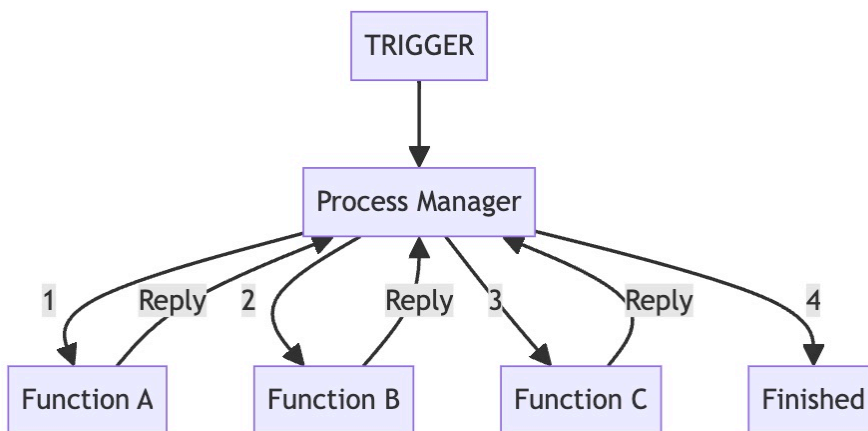 TRIGGER
Process Manager
1
Reply
2
Reply
3
Reply
4
Function A
Function B
Function C
Finished